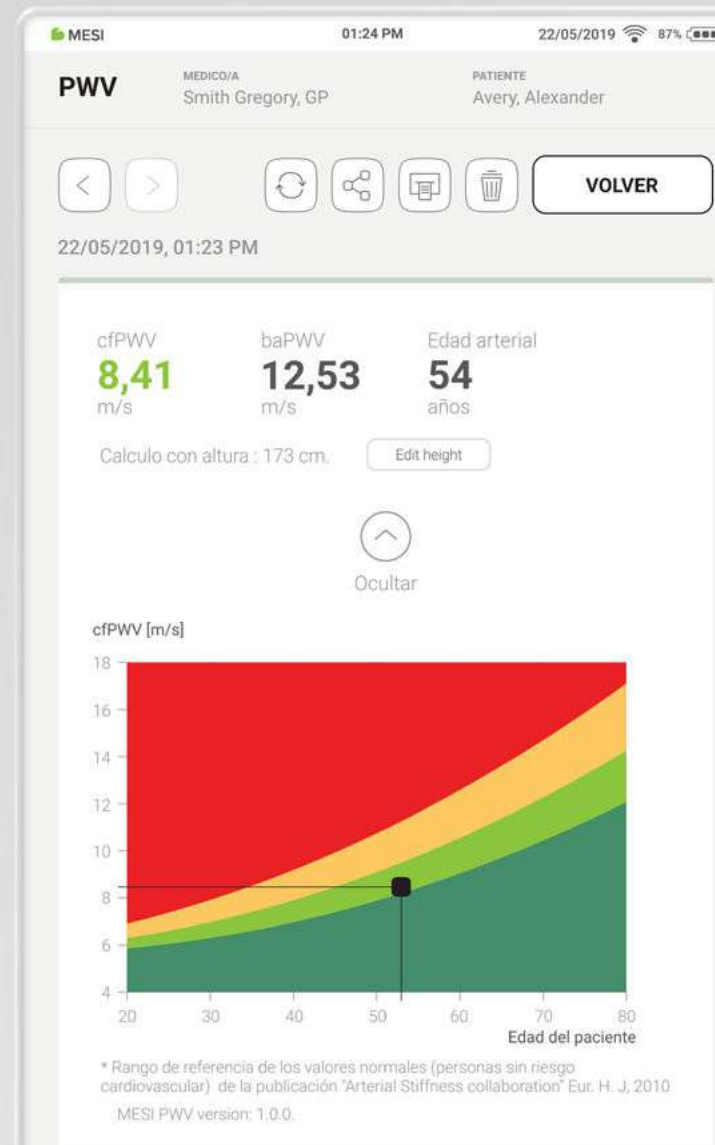 MESI 01:24 PM 22/05/2019 87%
PWV
MEDICO/A
Smith Gregory, GP
PATIENTE
Avery, Alexander
VOLVER
22/05/2019, 01:23 PM
cfPWV baPWV Edad arterial
8,41 12,53 54
m/s m/s años
Calculo con altura : 173 cm. Edit height
Ocultar
cfPWV [m/s]
18
16
14
12
10
8
6
4
20 30 40 50 60 70 80
Edad del paciente
* Rango de referencia de los valores normales (personas sin riesgo
cardiovascular) de la publicación "Arterial Stiffness collaboration" Eur. H. J, 2010
MESI PWV version: 1.0.0.